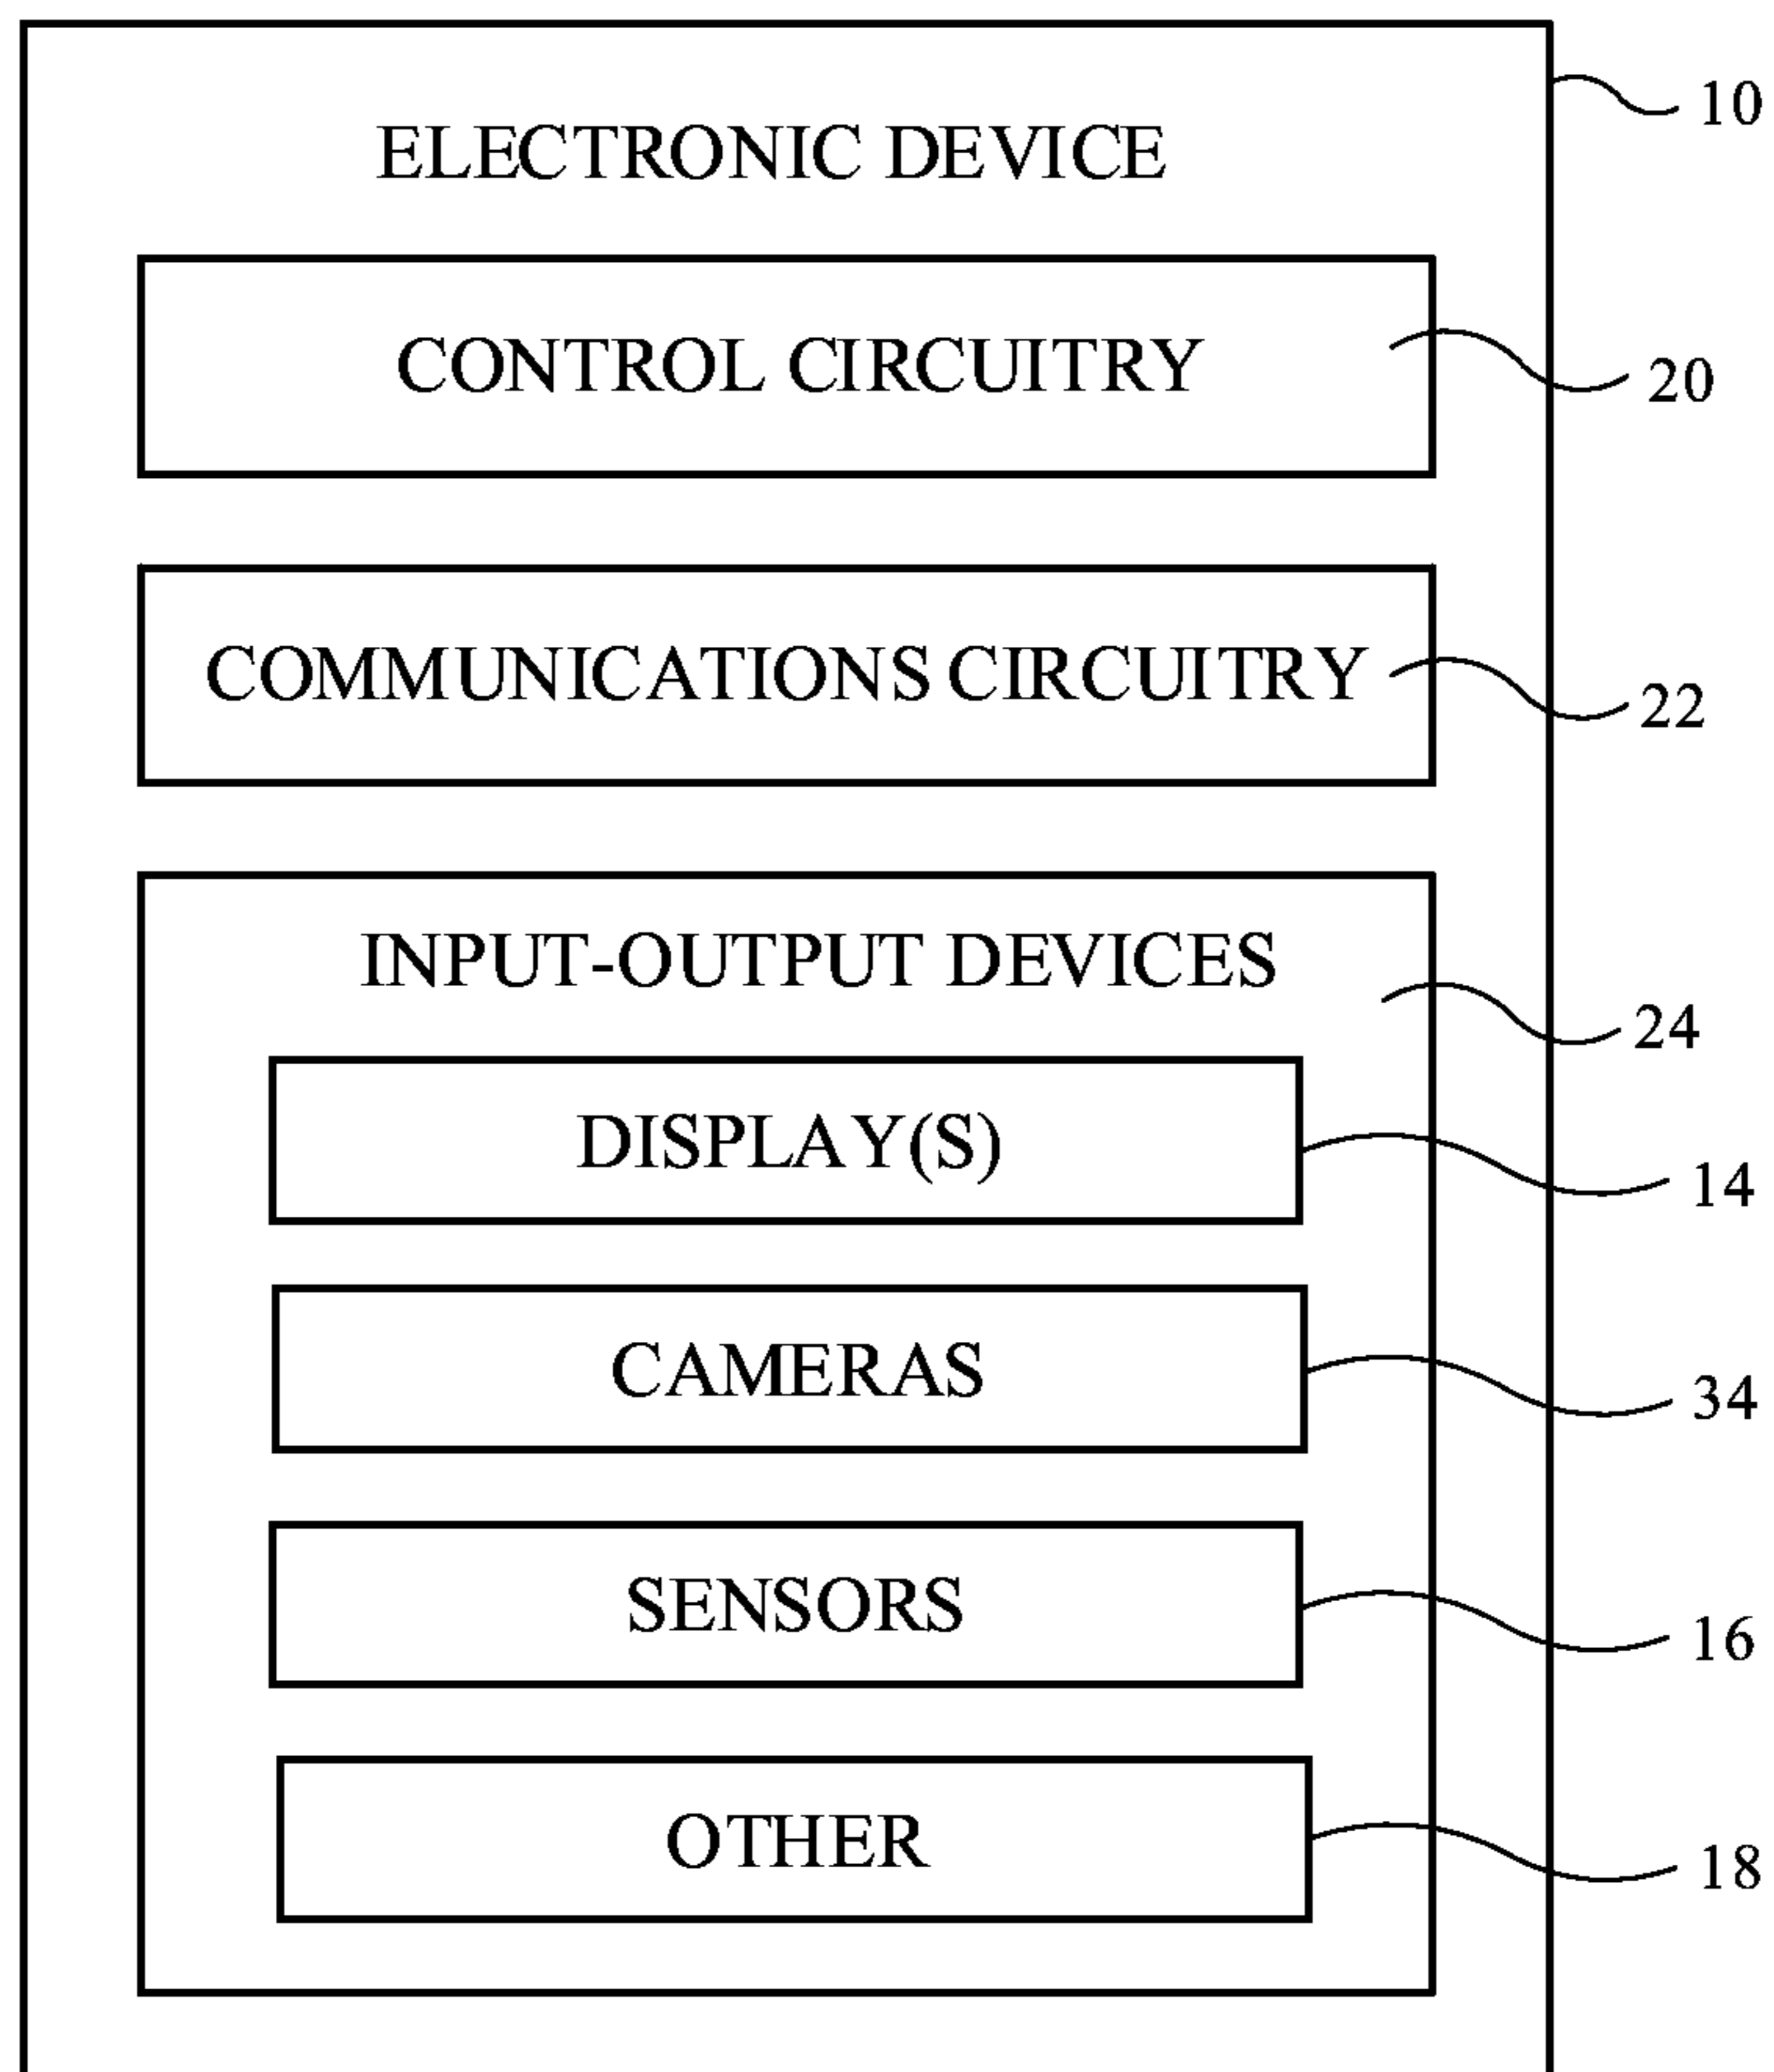 10
ELECTRONIC DEVICE
CONTROL CIRCUITRY
20
COMMUNICATIONS CIRCUITRY
22
INPUT-OUTPUT DEVICES
24
DISPLAY(S)
14
CAMERAS
34
SENSORS
16
OTHER
18